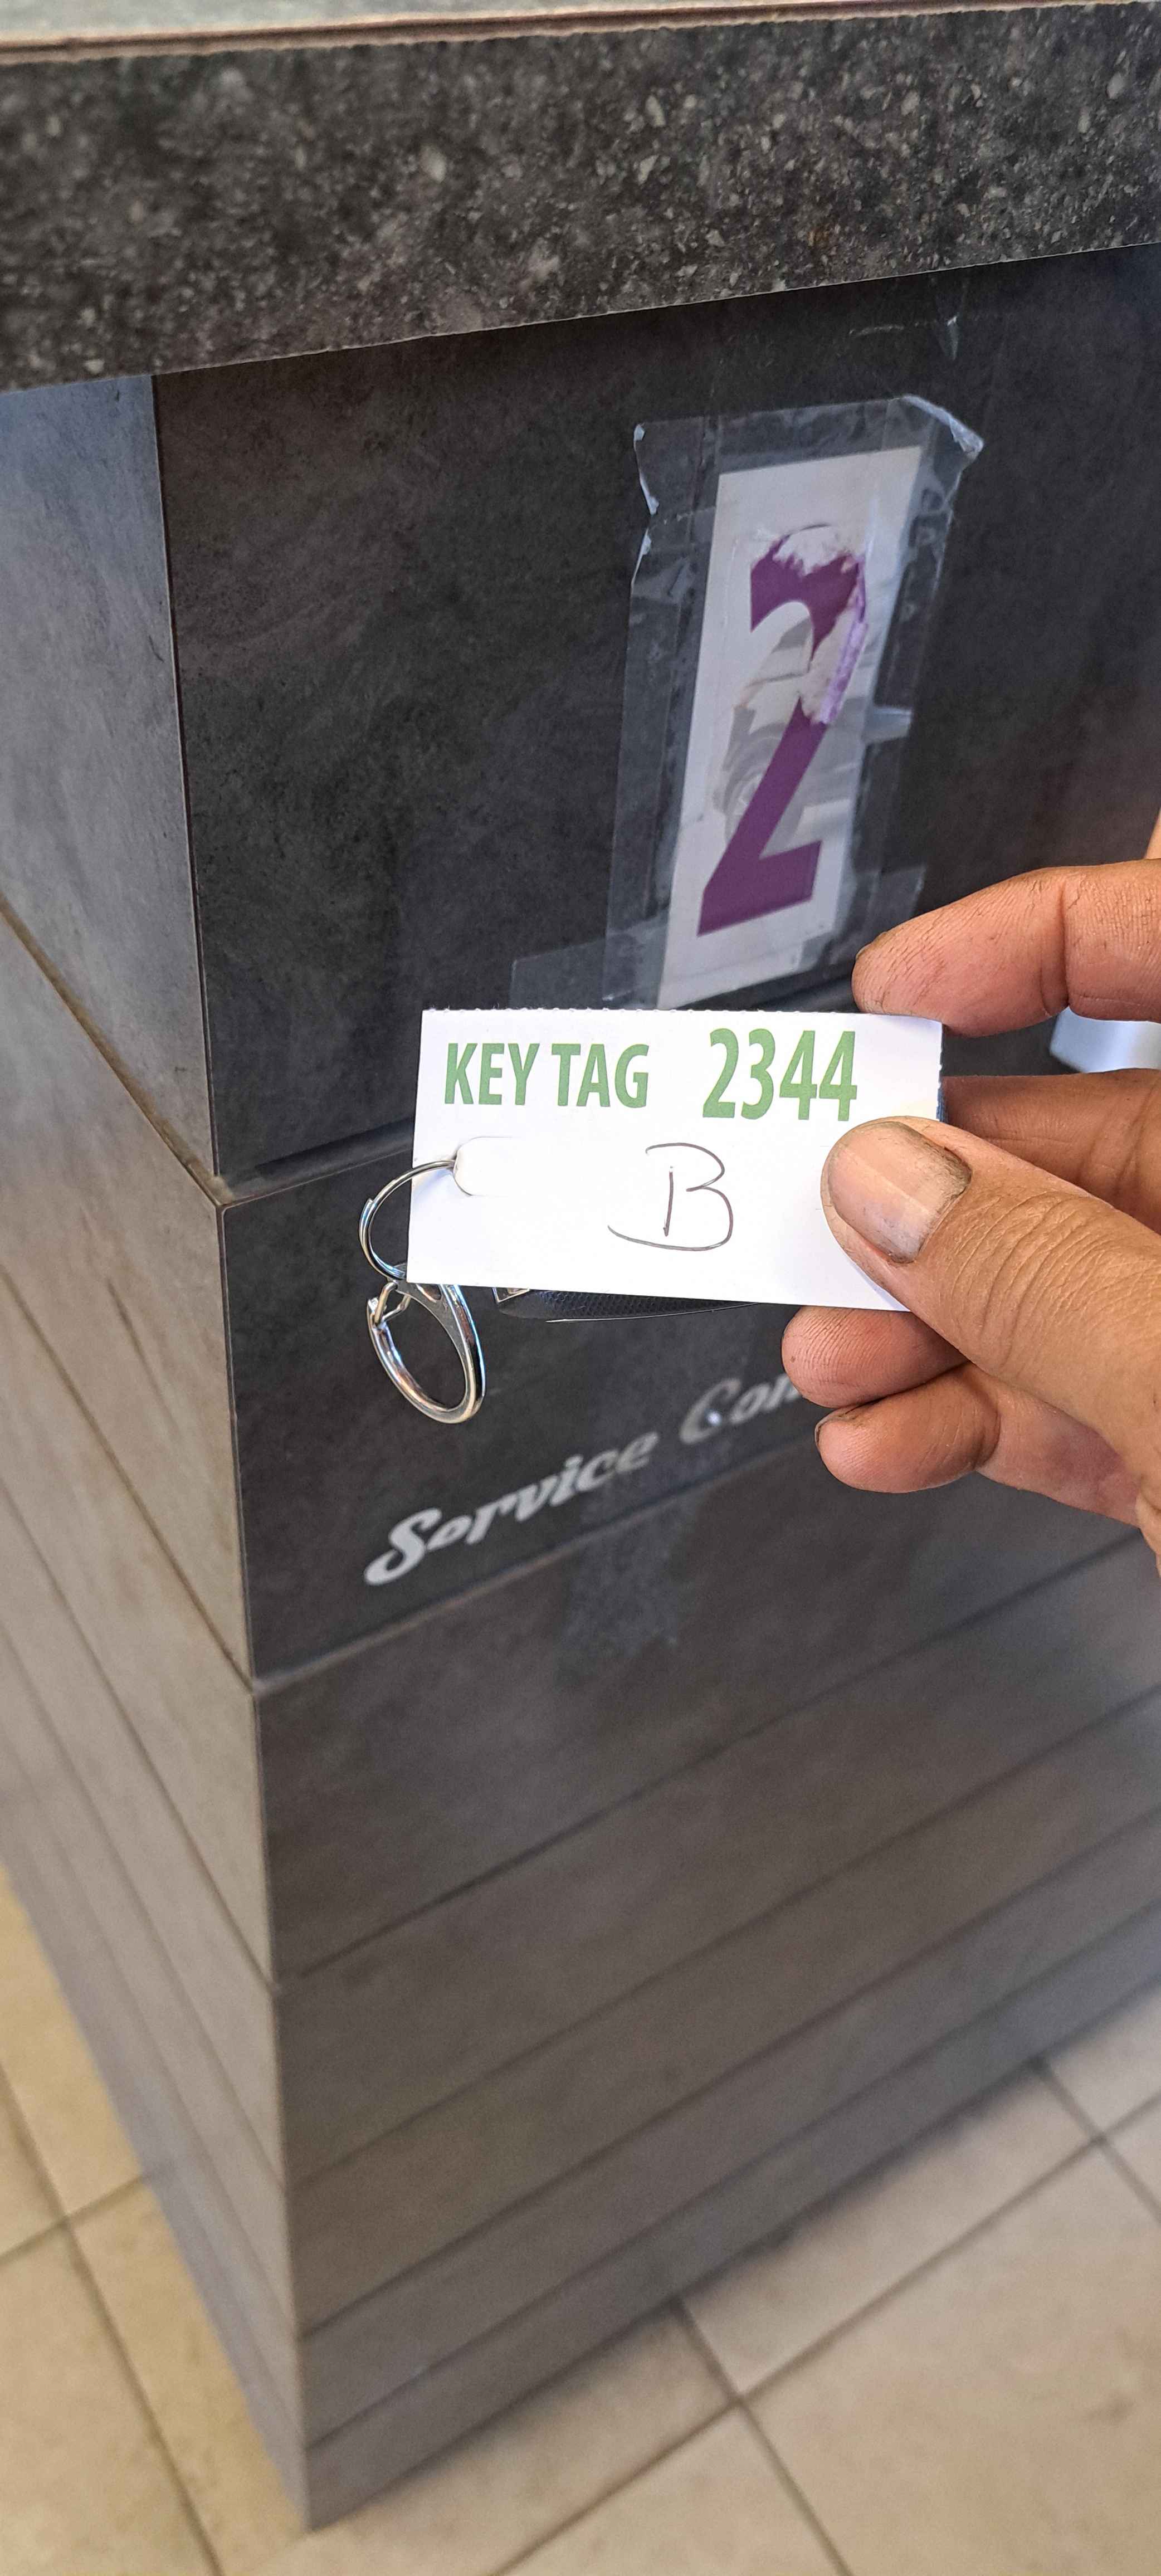 2
KEY TAG 2344
B
Service